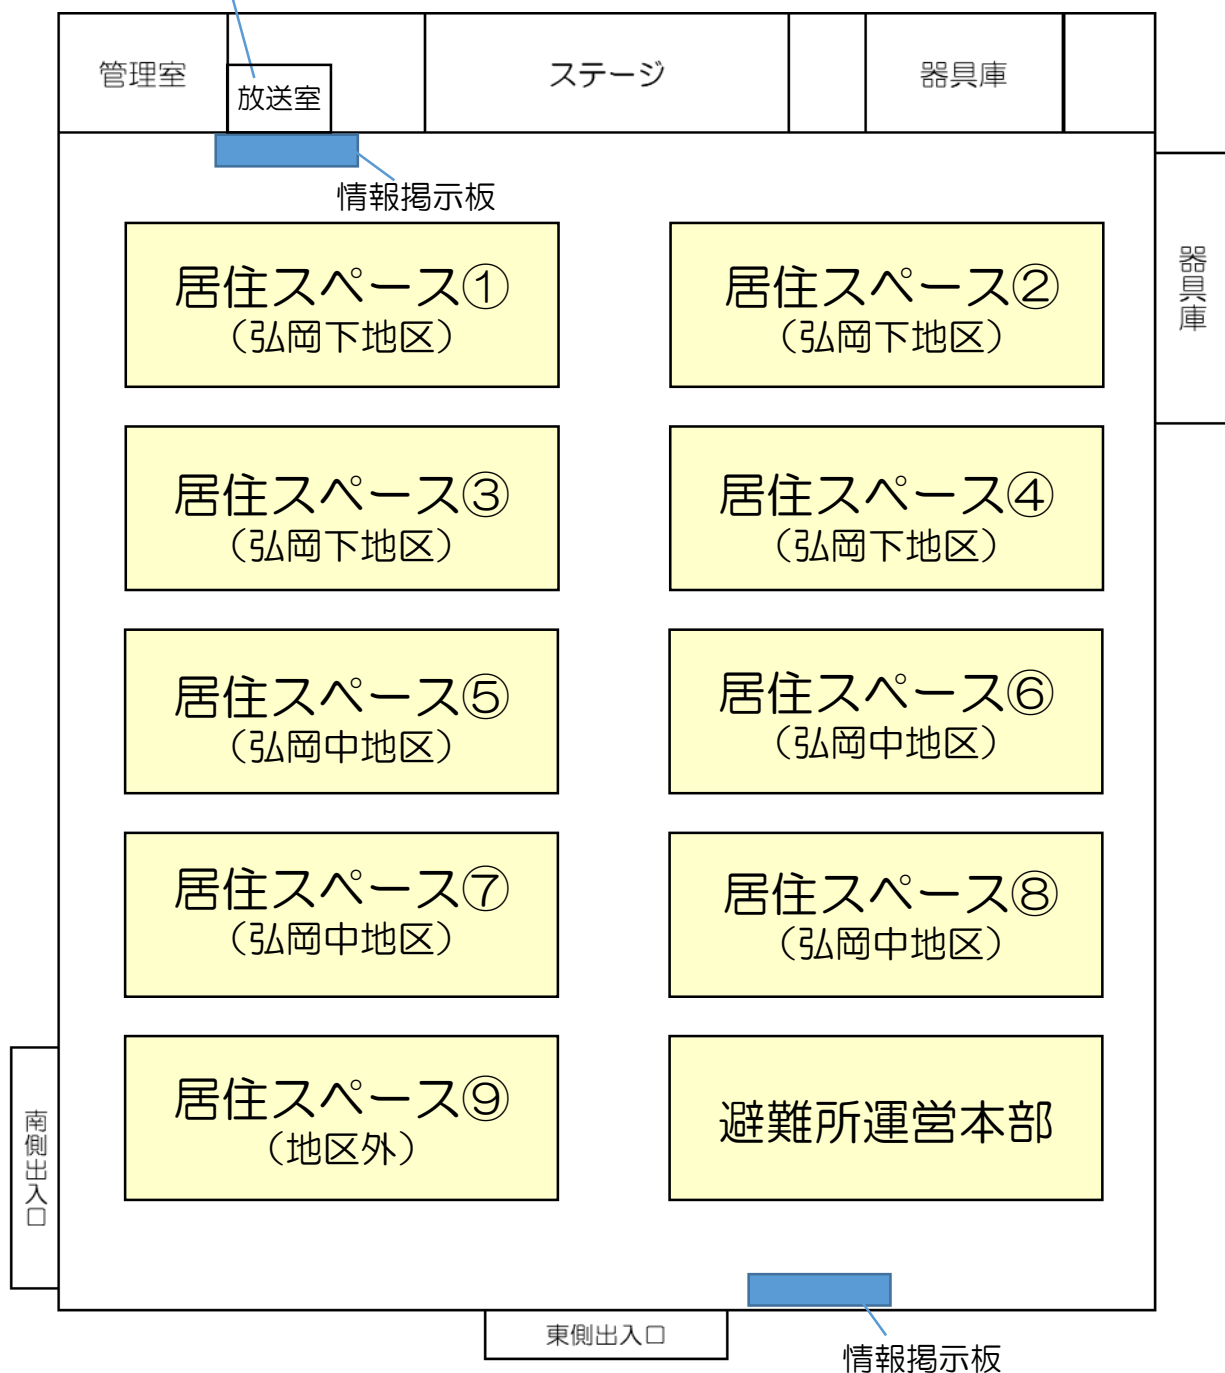 管理室
放送室
ステージ
器具庫
情報掲示板
器具庫
居住スペース①
(弘岡下地区)
居住スペース②
(弘岡下地区)
居住スペース③
(弘岡下地区)
居住スペース④
(弘岡下地区)
居住スペース⑤
(弘岡中地区)
居住スペース⑥
(弘岡中地区)
居住スペース⑦
(弘岡中地区)
居住スペース⑧
(弘岡中地区)
居住スペース⑨
(地区外)
避難所運営本部
南側出入口
東側出入口
情報掲示板